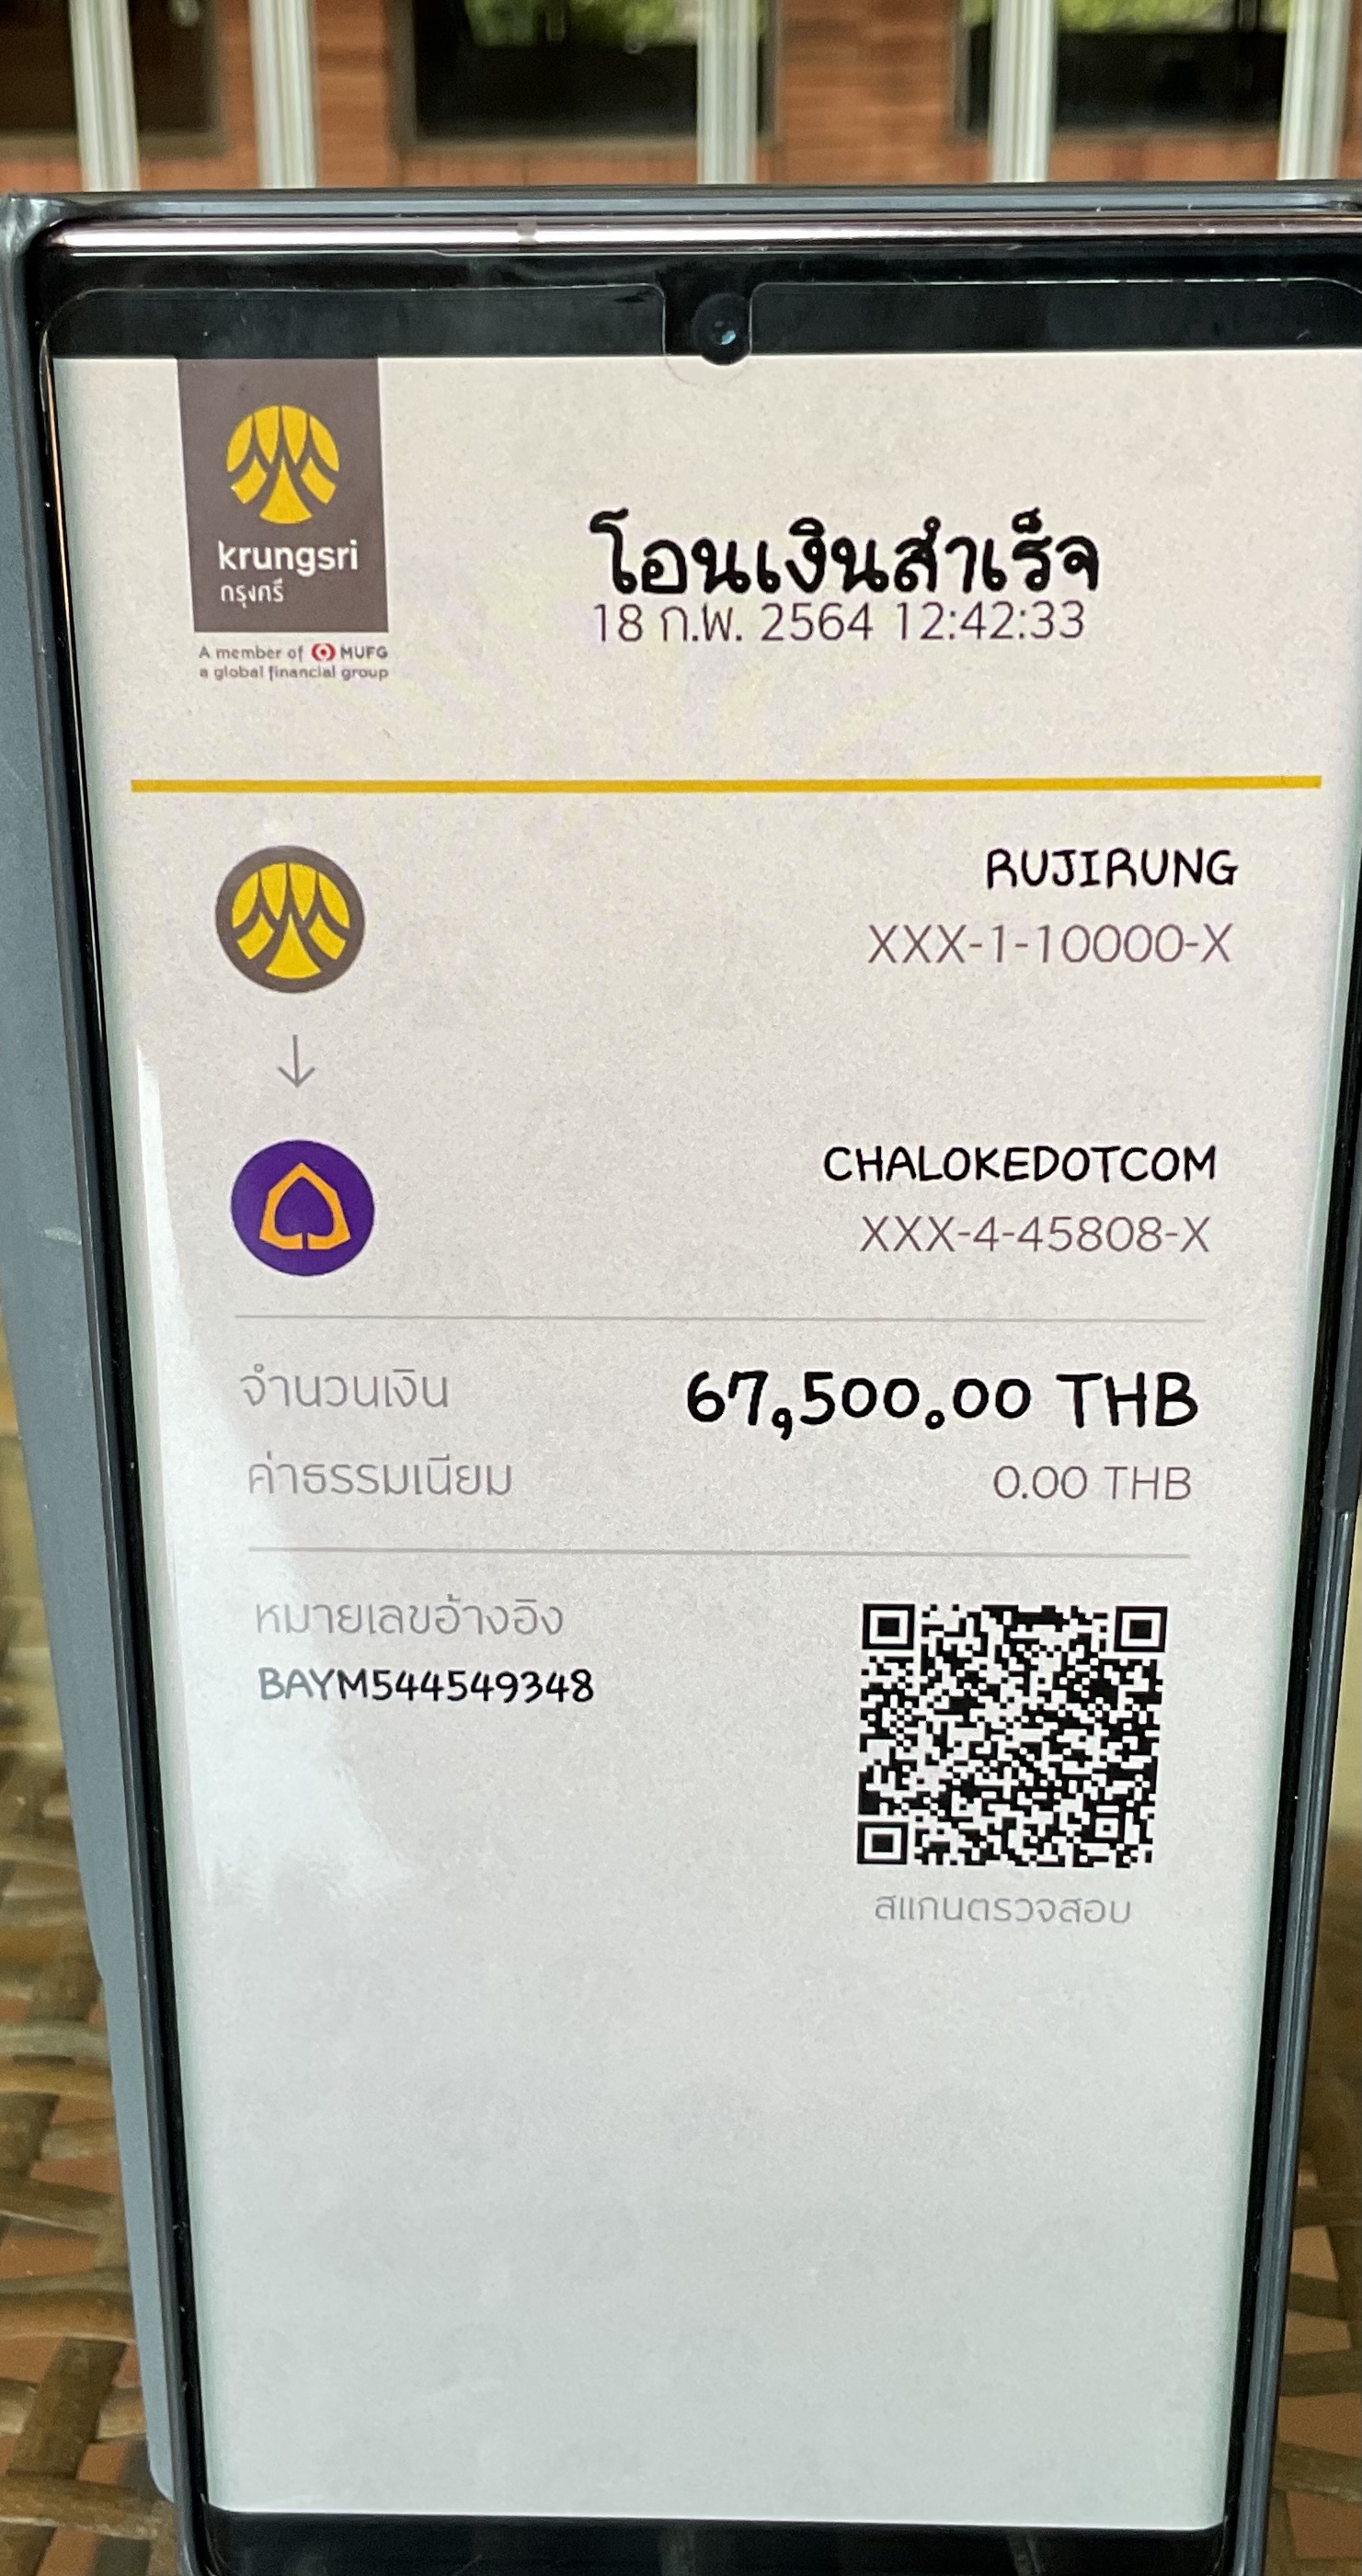 krungsri
กรุงศรี
A member of MUFG
a global financial group
โอนเงินสำเร็จ
18 ก.พ. 2564 12:42:33
RUJIRUNG
XXX-1-10000-X
CHALOKEDOTCOM
XXX-4-45808-X
จำนวนเงิน 67,500.00 THB
ค่าธรรมเนียม 0.00 THB
หมายเลขอ้างอิง
BAYM544549348
สแกนตรวจสอบ